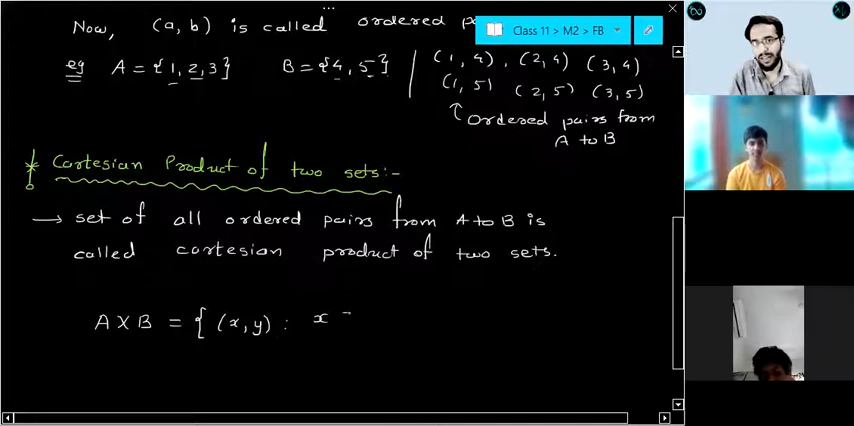 Now, (a, b) is called ordered
Class 11 > M2 > FB
eg A = {1, 2, 3} B = {4, 5}
(1, 4), (2, 4) (3, 4)
(1, 5) (2, 5) (3, 5)
↑ ordered pairs from
A to B
* Cartesian Product of two sets:-
→ set of all ordered pairs from A to B is
called cartesian product of two sets.
A X B = { (x, y) : x